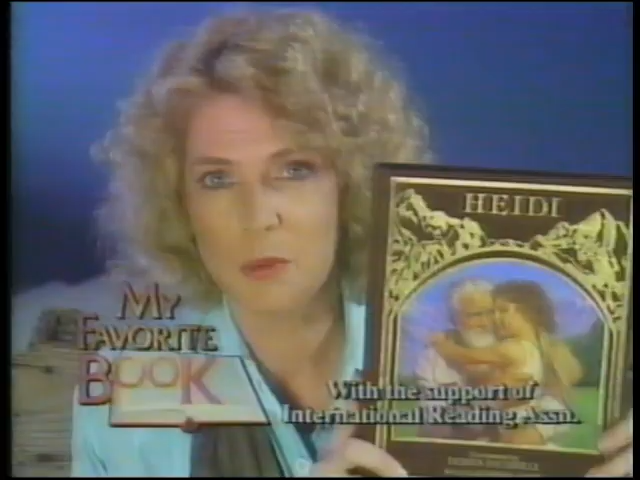 HEIDI
MY
FAVORITE
BOOK
With the support of
International Reading Assn.